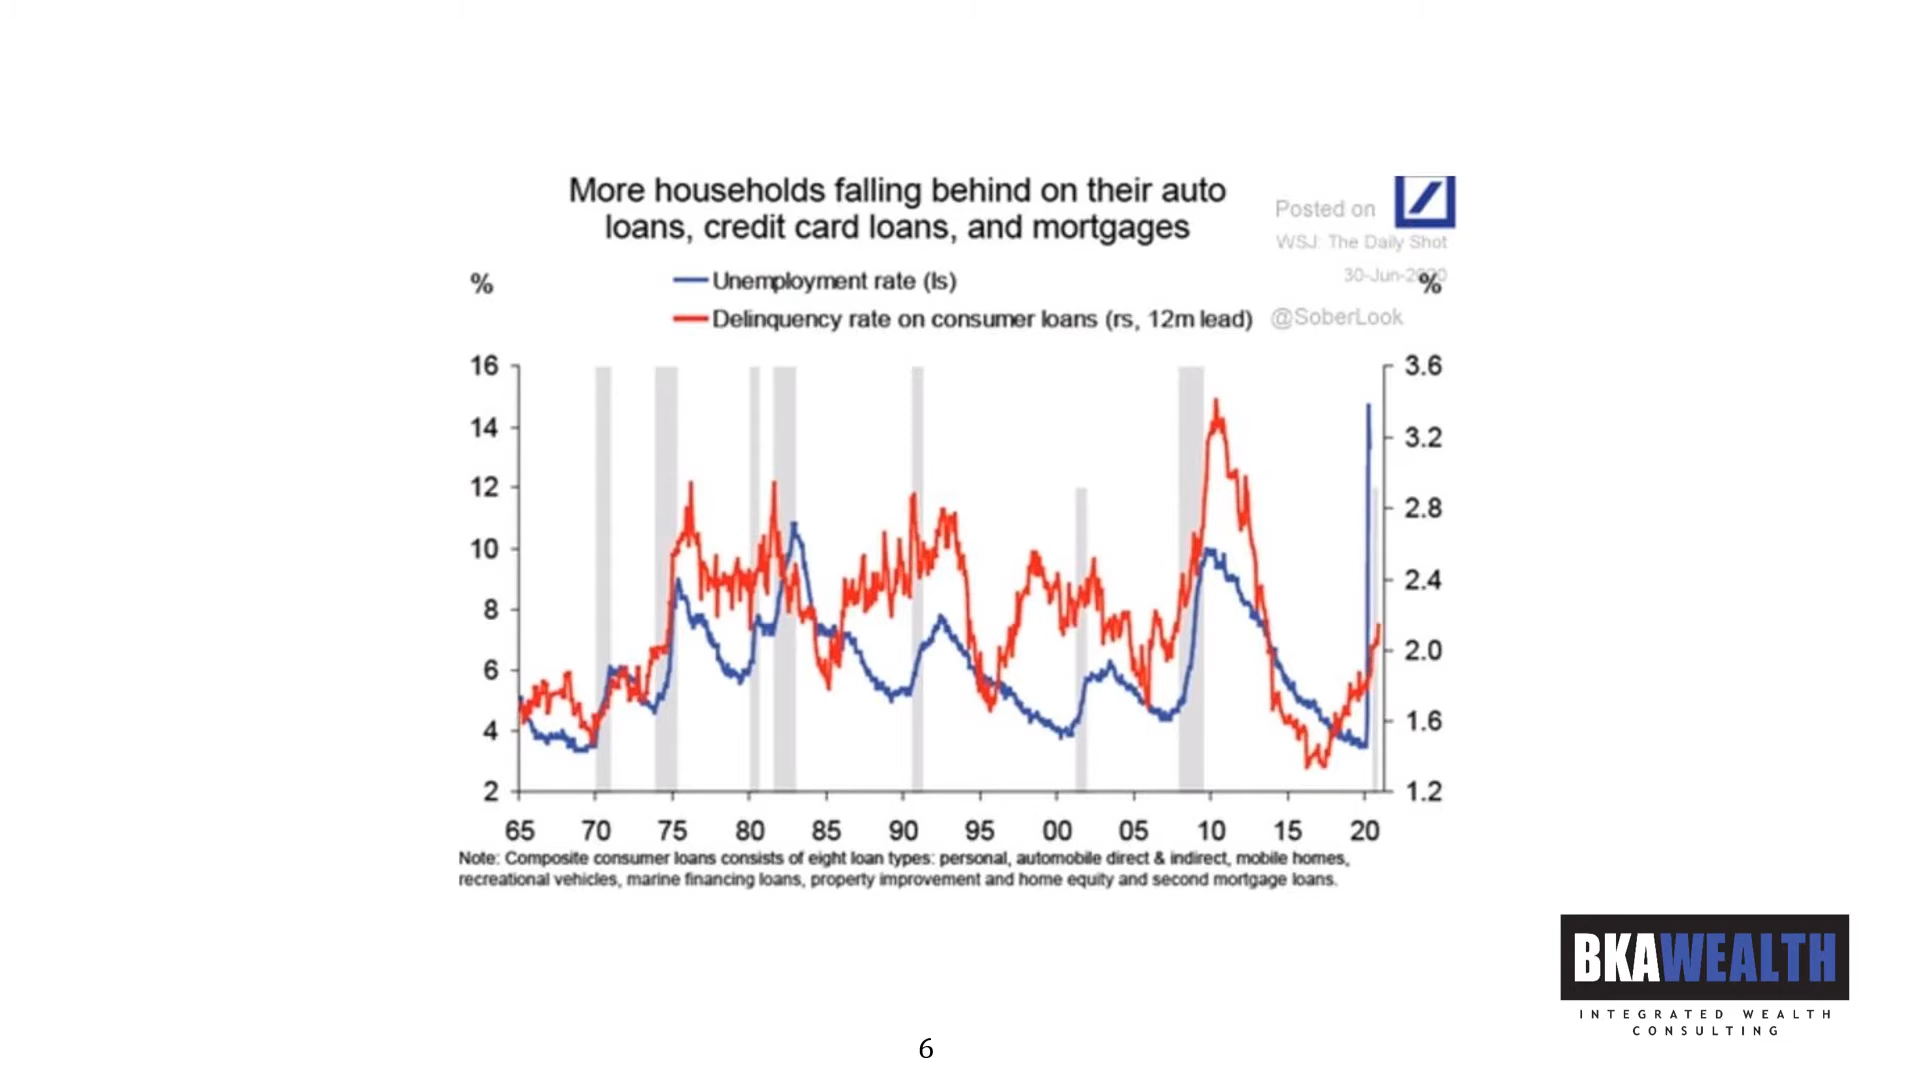 More households falling behind on their auto
loans, credit card loans, and mortgages
Posted on
WSJ: The Daily Shot
30-Jun-2020
@SoberLook
%
%
Unemployment rate (ls)
Delinquency rate on consumer loans (rs, 12m lead)
16
14
12
10
8
6
4
2
3.6
3.2
2.8
2.4
2.0
1.6
1.2
65 70 75 80 85 90 95 00 05 10 15 20
Note: Composite consumer loans consists of eight loan types: personal, automobile direct & indirect, mobile homes,
recreational vehicles, marine financing loans, property improvement and home equity and second mortgage loans.
BKAWEALTH
INTEGRATED WEALTH
CONSULTING
6